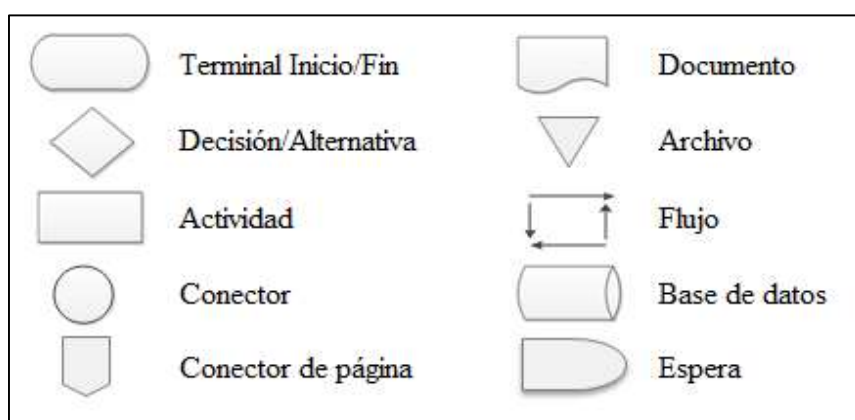 Terminal Inicio/Fin
Documento
Decisión/Alternativa
Archivo
Actividad
Flujo
Conector
Base de datos
Conector de página
Espera